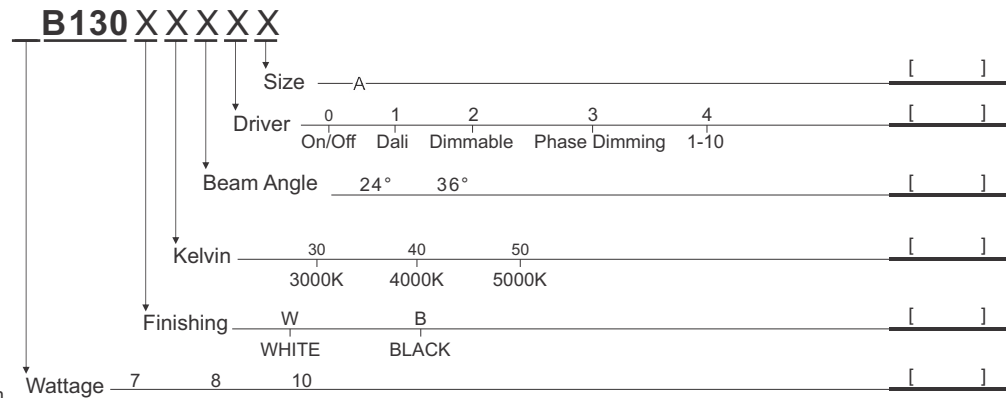 _B130 X X X X X
Size A [ ]
Driver 0 1 2 3 4 [ ]
On/Off Dali Dimmable Phase Dimming 1-10
Beam Angle 24° 36° [ ]
Kelvin 30 40 50 [ ]
3000K 4000K 5000K
Finishing W B [ ]
WHITE BLACK
Wattage 7 8 10 [ ]